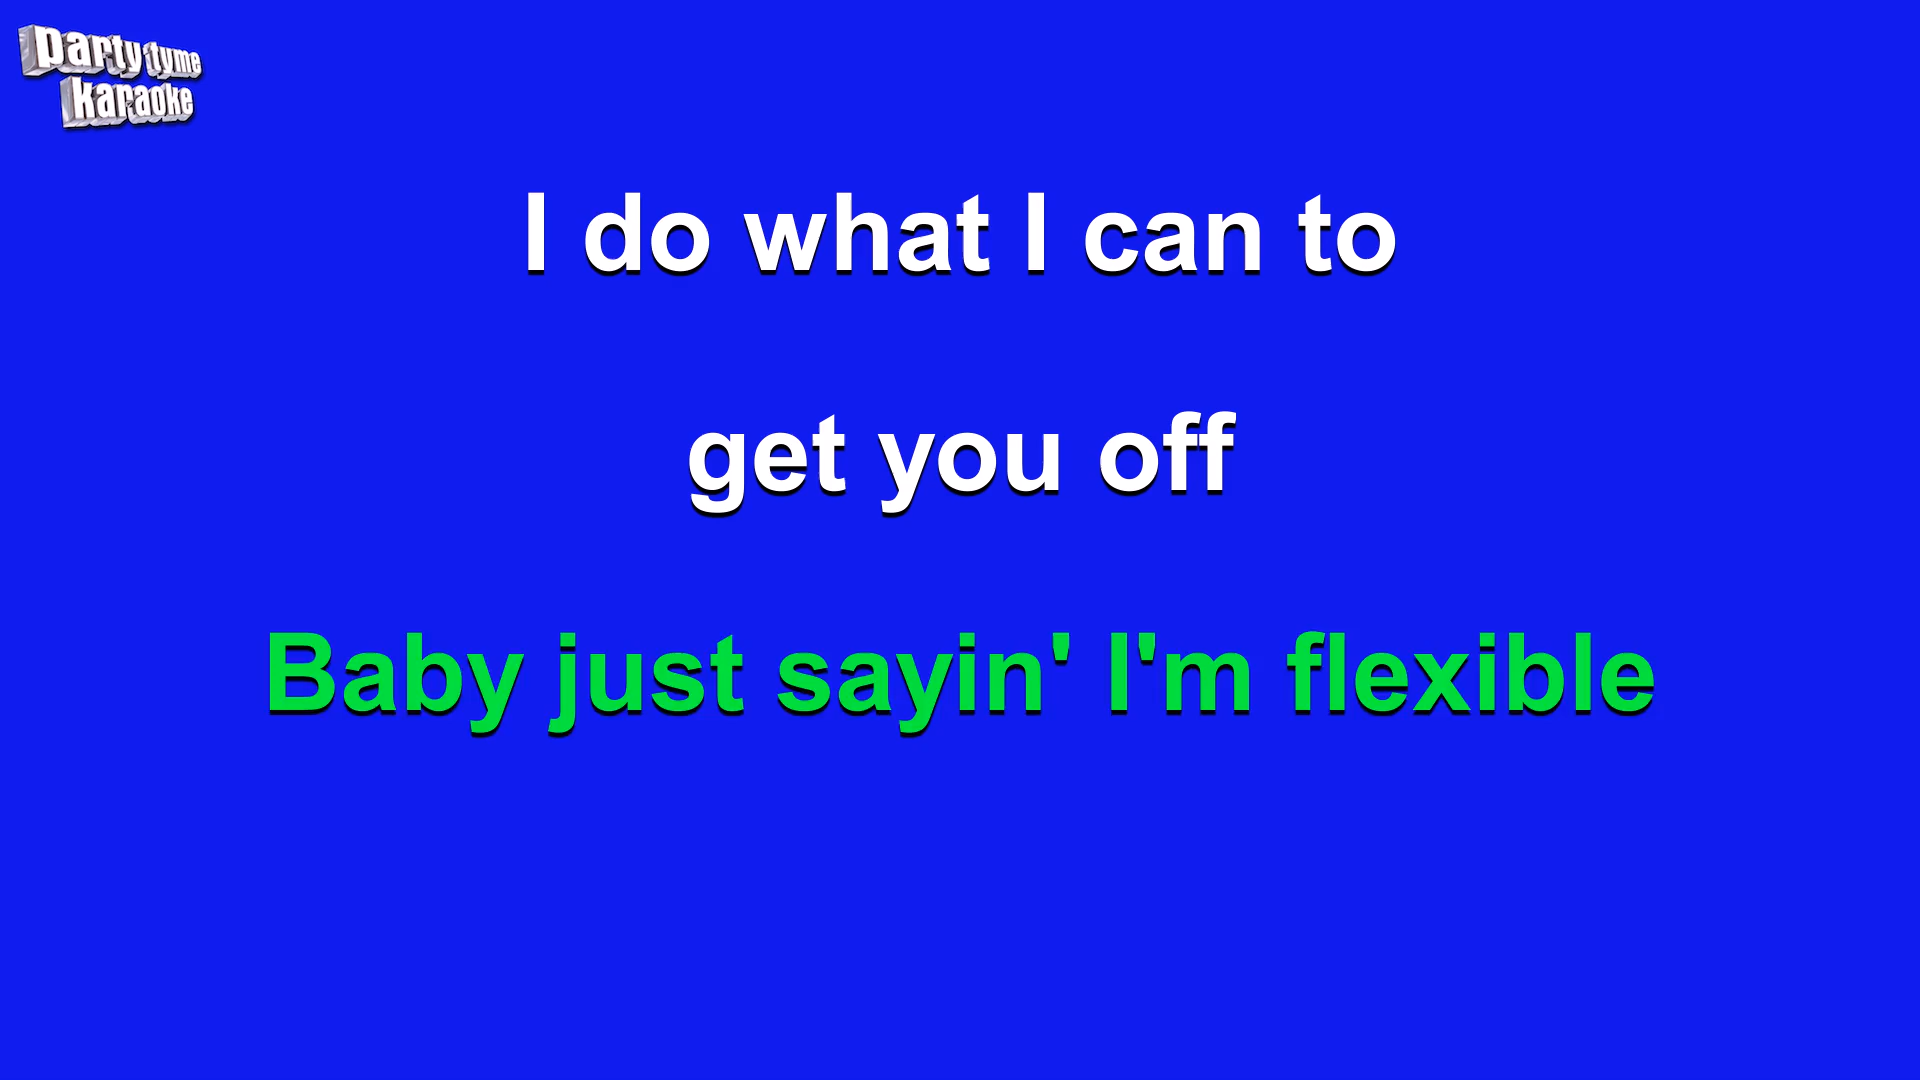 party tyme
karaoke
I do what I can to
get you off
Baby just sayin' I'm flexible